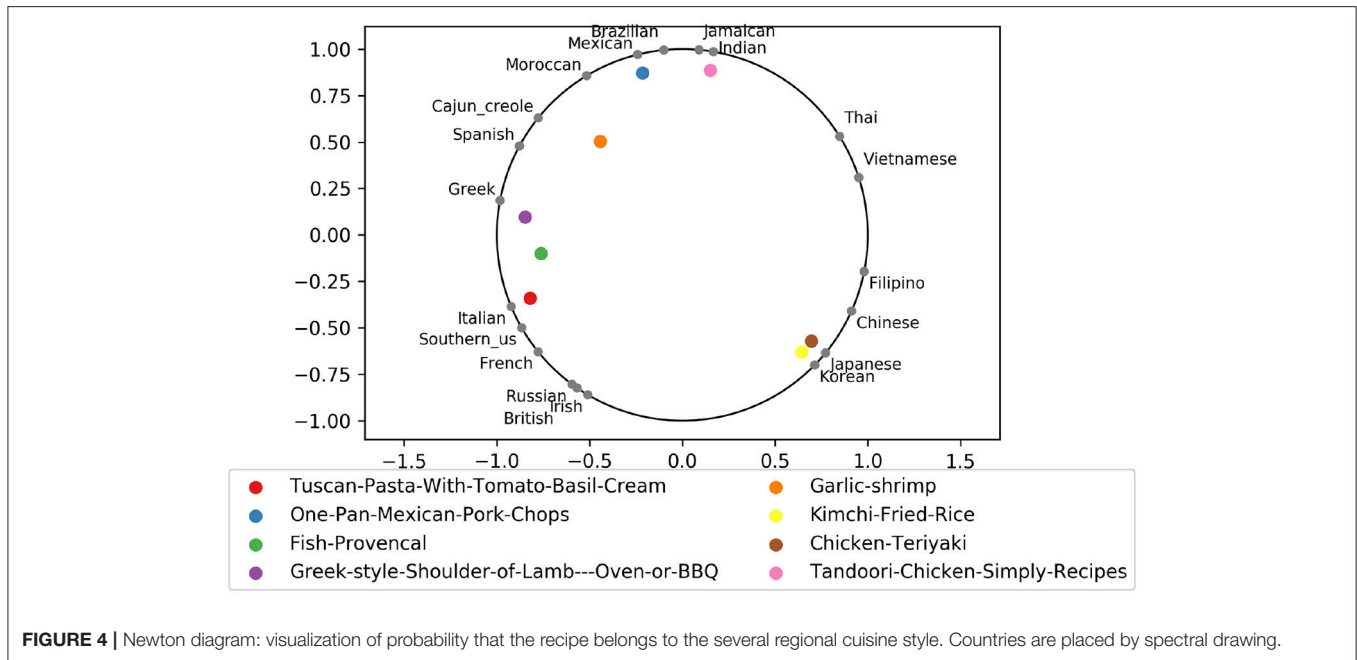 Brazilian
Jamaican
Mexican
Indian
Moroccan
Cajun_creole
Spanish
Greek
Thai
Vietnamese
Filipino
Chinese
Japanese
Korean
Italian
Southern_us
French
Russian
Irish
British
1.00
0.75
0.50
0.25
0.00
−0.25
−0.50
−0.75
−1.00
−1.5 −1.0 −0.5 0.0 0.5 1.0 1.5
Tuscan-Pasta-With-Tomato-Basil-Cream
One-Pan-Mexican-Pork-Chops
Fish-Provencal
Greek-style-Shoulder-of-Lamb---Oven-or-BBQ
Garlic-shrimp
Kimchi-Fried-Rice
Chicken-Teriyaki
Tandoori-Chicken-Simply-Recipes
FIGURE 4 | Newton diagram: visualization of probability that the recipe belongs to the several regional cuisine style. Countries are placed by spectral drawing.